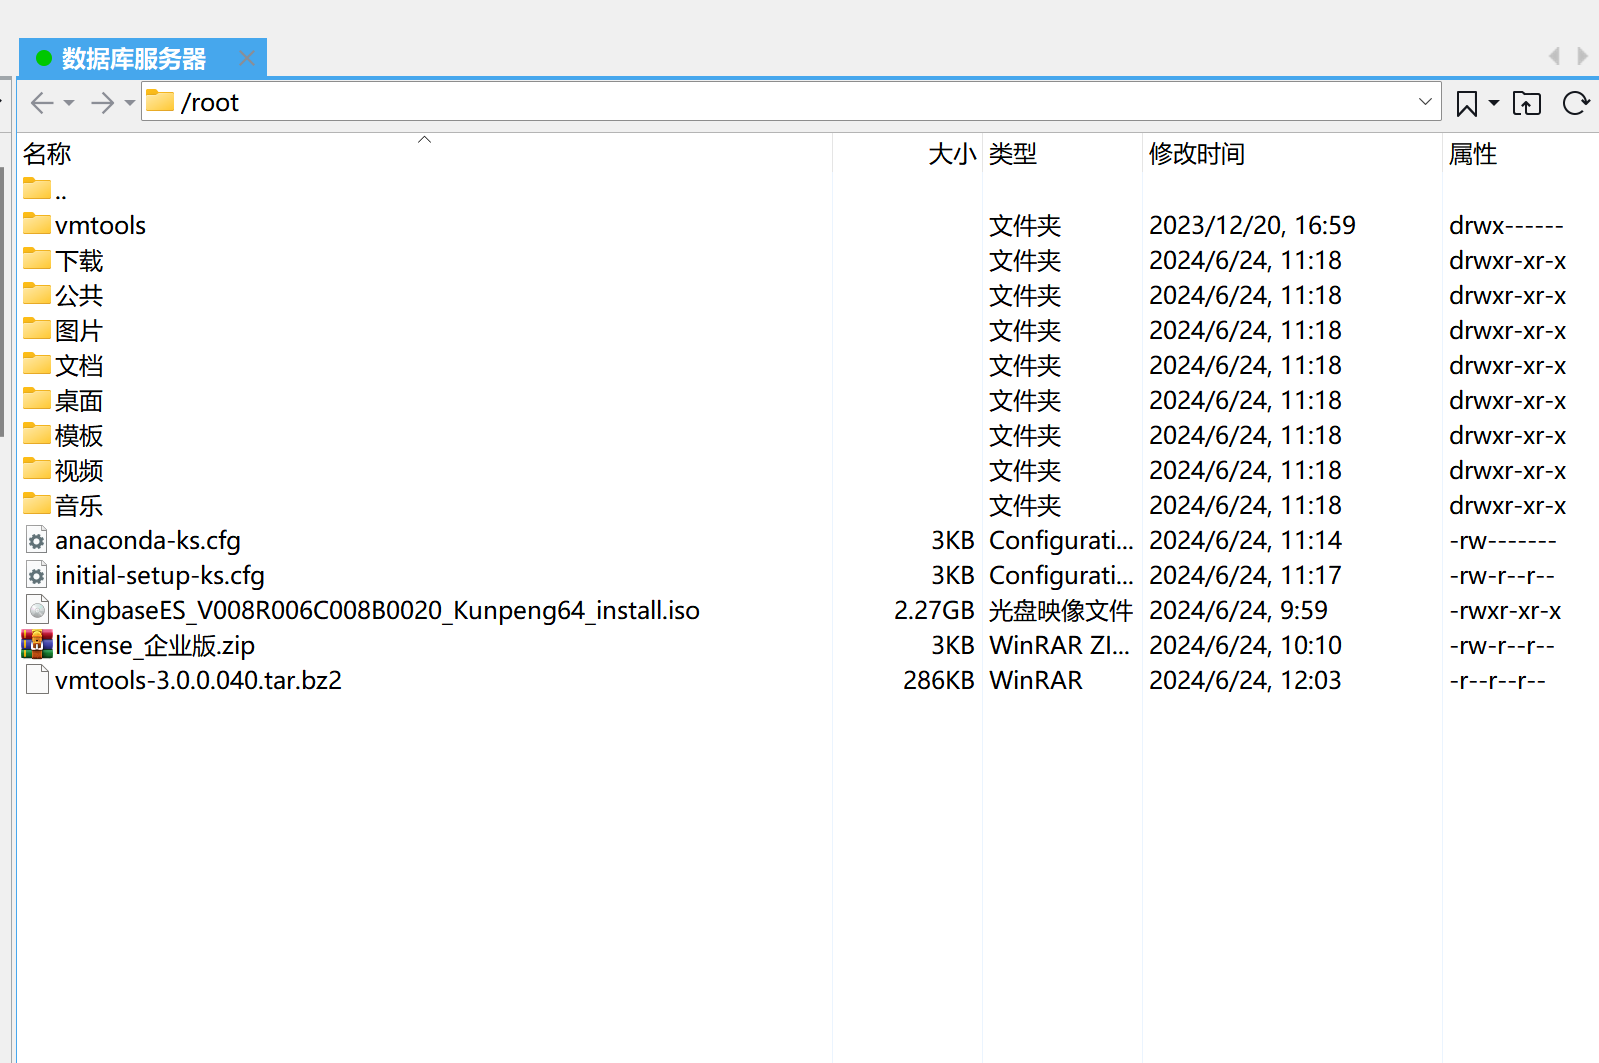 数据库服务器
/root
名称 大小 类型 修改时间 属性
..
vmtools 文件夹 2023/12/20, 16:59 drwx------
下载 文件夹 2024/6/24, 11:18 drwxr-xr-x
公共 文件夹 2024/6/24, 11:18 drwxr-xr-x
图片 文件夹 2024/6/24, 11:18 drwxr-xr-x
文档 文件夹 2024/6/24, 11:18 drwxr-xr-x
桌面 文件夹 2024/6/24, 11:18 drwxr-xr-x
模板 文件夹 2024/6/24, 11:18 drwxr-xr-x
视频 文件夹 2024/6/24, 11:18 drwxr-xr-x
音乐 文件夹 2024/6/24, 11:18 drwxr-xr-x
anaconda-ks.cfg 3KB Configurati... 2024/6/24, 11:14 -rw-------
initial-setup-ks.cfg 3KB Configurati... 2024/6/24, 11:17 -rw-r--r--
KingbaseES_V008R006C008B0020_Kunpeng64_install.iso 2.27GB 光盘映像文件 2024/6/24, 9:59 -rwxr-xr-x
license_企业版.zip 3KB WinRAR ZI... 2024/6/24, 10:10 -rw-r--r--
vmtools-3.0.0.040.tar.bz2 286KB WinRAR 2024/6/24, 12:03 -r--r--r--